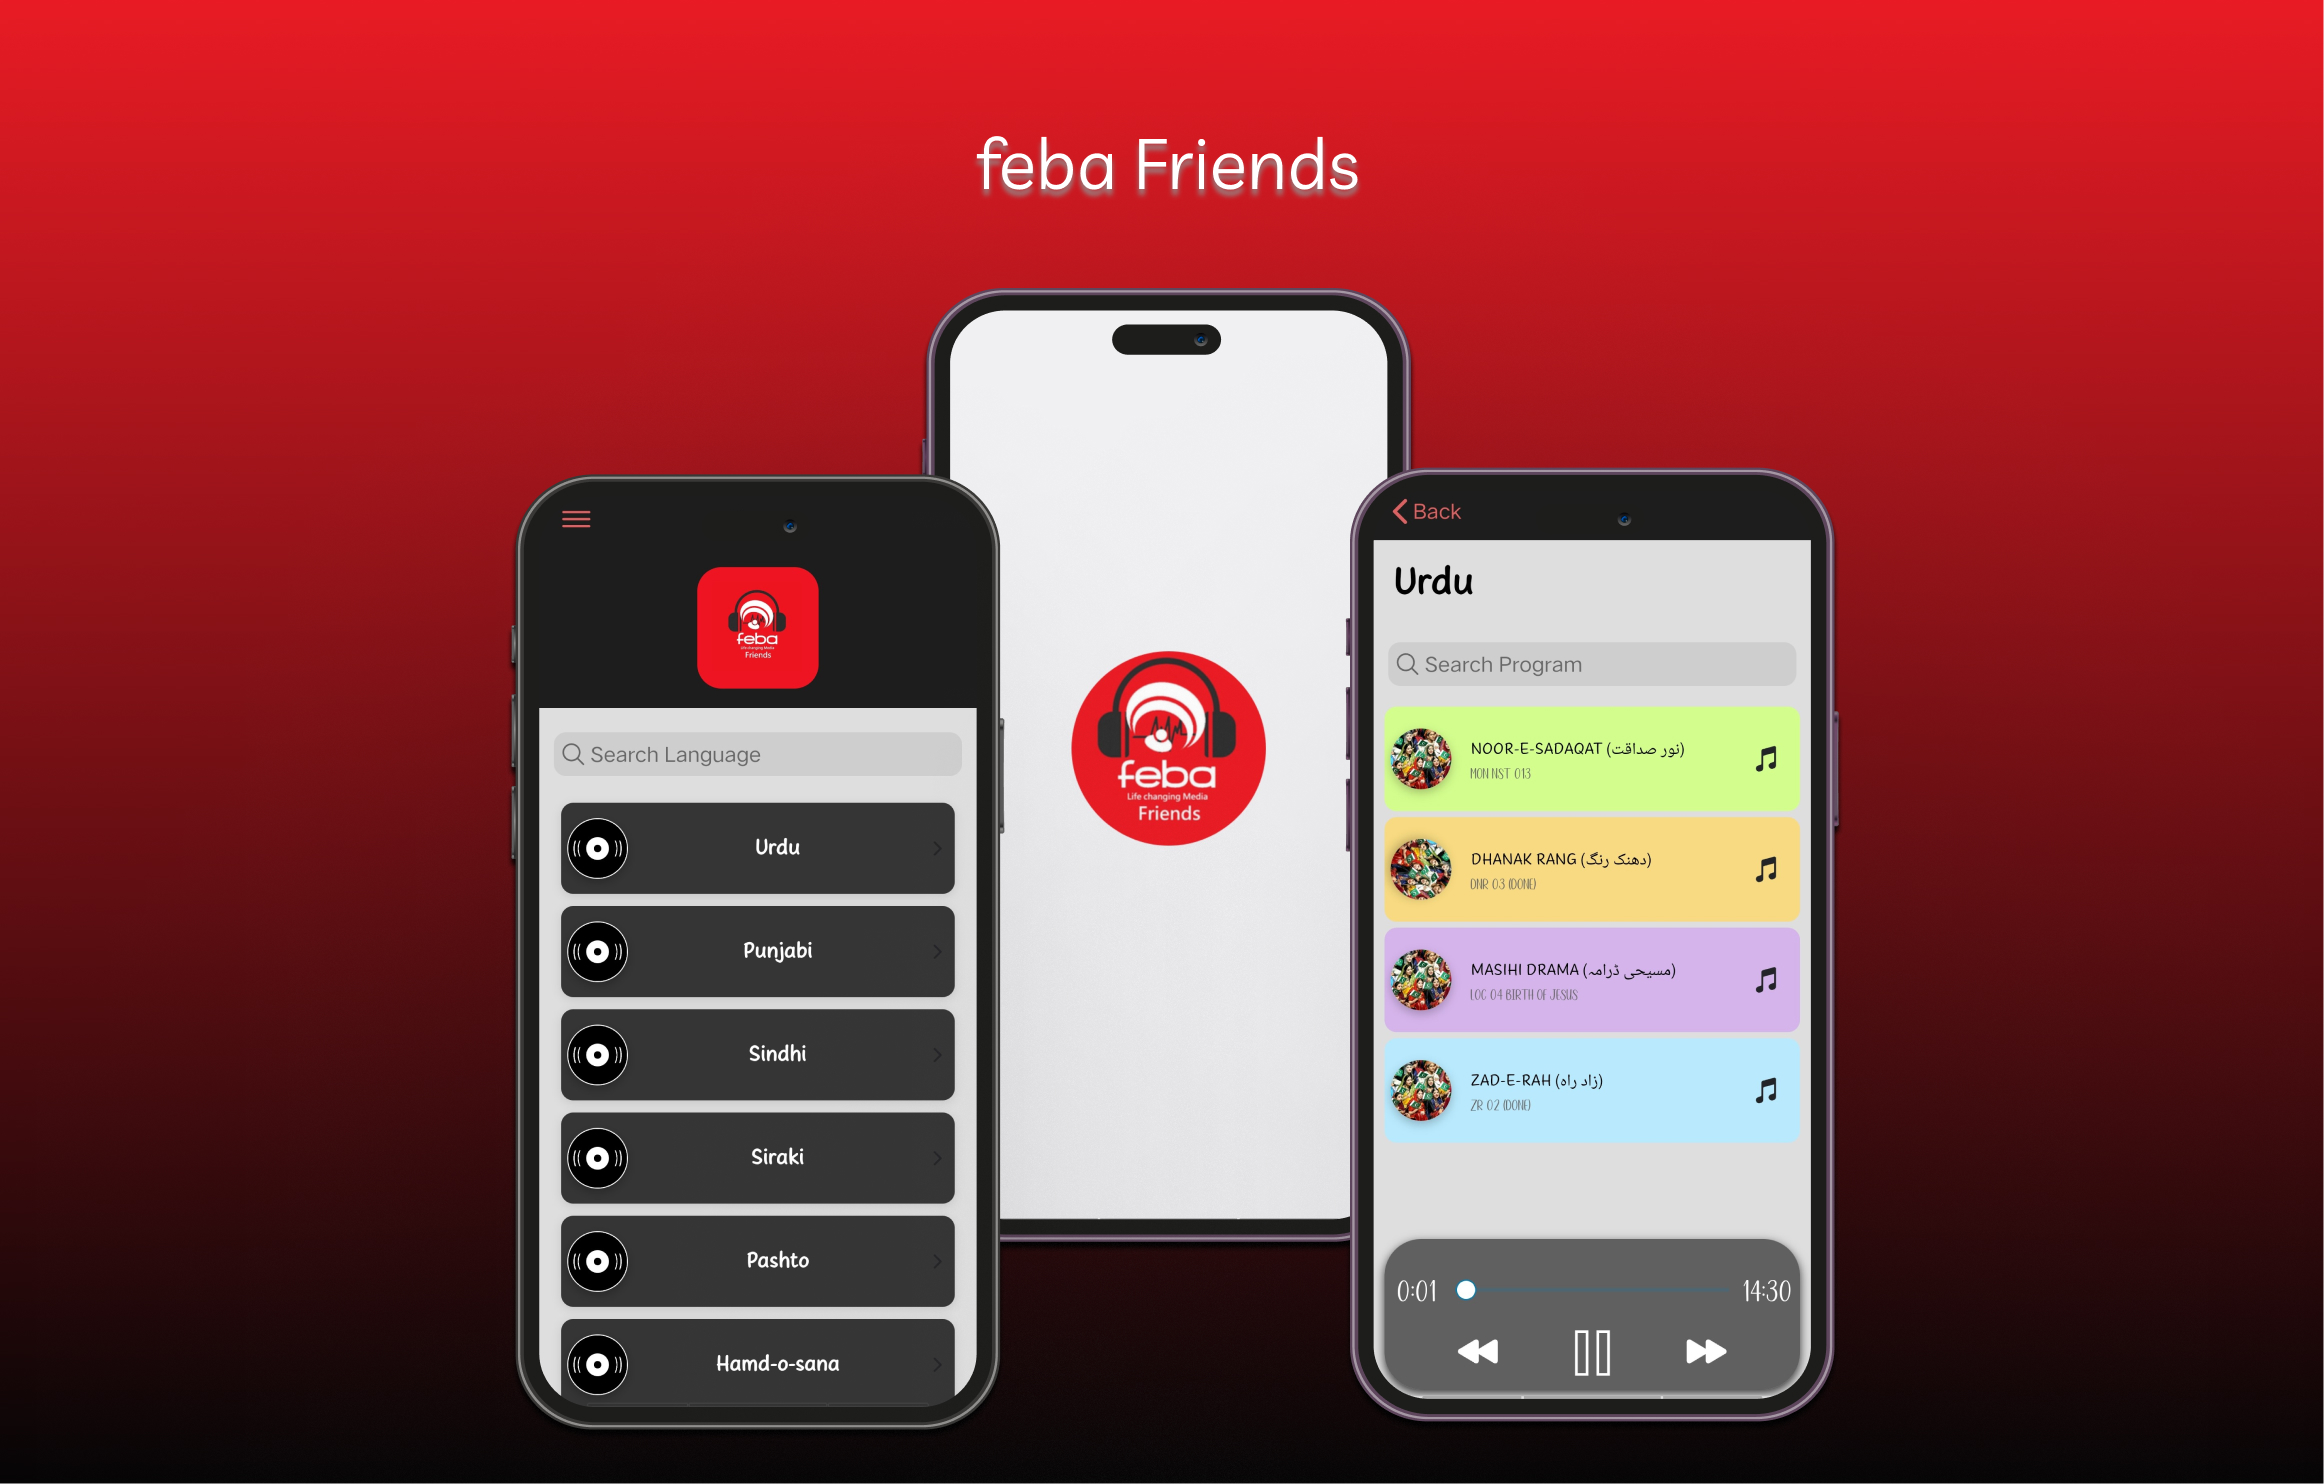 feba Friends
feba
Life changing Media
Friends
Search Language
Urdu
Punjabi
Sindhi
Siraki
Pashto
Hamd-o-sana
feba
Life changing Media
Friends
Back
Urdu
Search Program
NOOR-E-SADAQAT (نور صداقت)
MON NST 013
DHANAK RANG (دھنک رنگ)
DNR 03 (DONE)
MASIHI DRAMA (مسیحی ڈرامہ)
LOC 04 BIRTH OF JESUS
ZAD-E-RAH (زاد راہ)
ZR 02 (DONE)
0:01
14:30